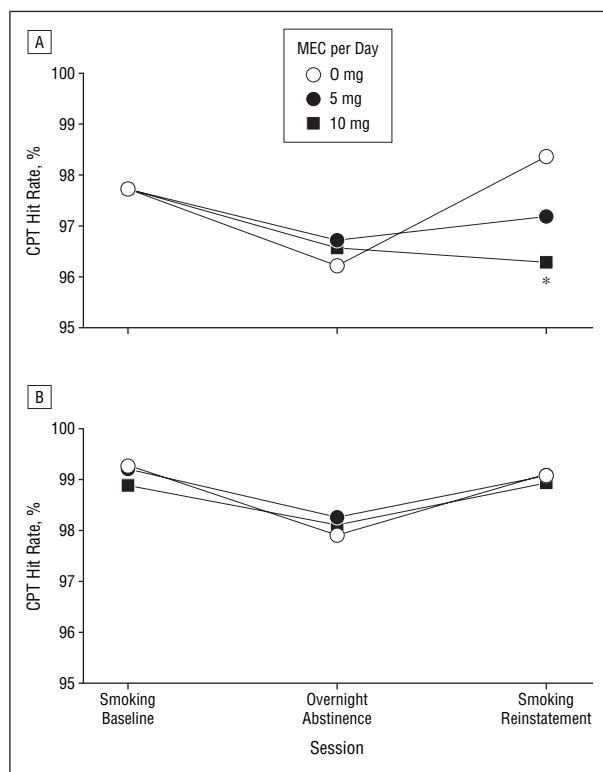 A
MEC per Day
0 mg
5 mg
10 mg
100
99
98
97
96
95
CPT Hit Rate, %
*
B
100
99
98
97
96
95
CPT Hit Rate, %
Smoking
Baseline
Overnight
Abstinence
Smoking
Reinstatement
Session